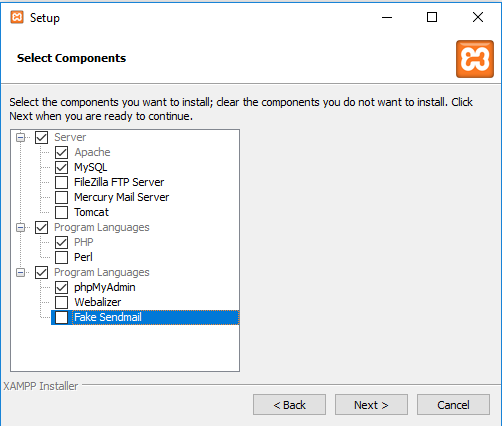 Setup
Select Components
Select the components you want to install; clear the components you do not want to install. Click
Next when you are ready to continue.
Server
Apache
MySQL
FileZilla FTP Server
Mercury Mail Server
Tomcat
Program Languages
PHP
Perl
Program Languages
phpMyAdmin
Webalizer
Fake Sendmail
XAMPP Installer
< Back
Next >
Cancel